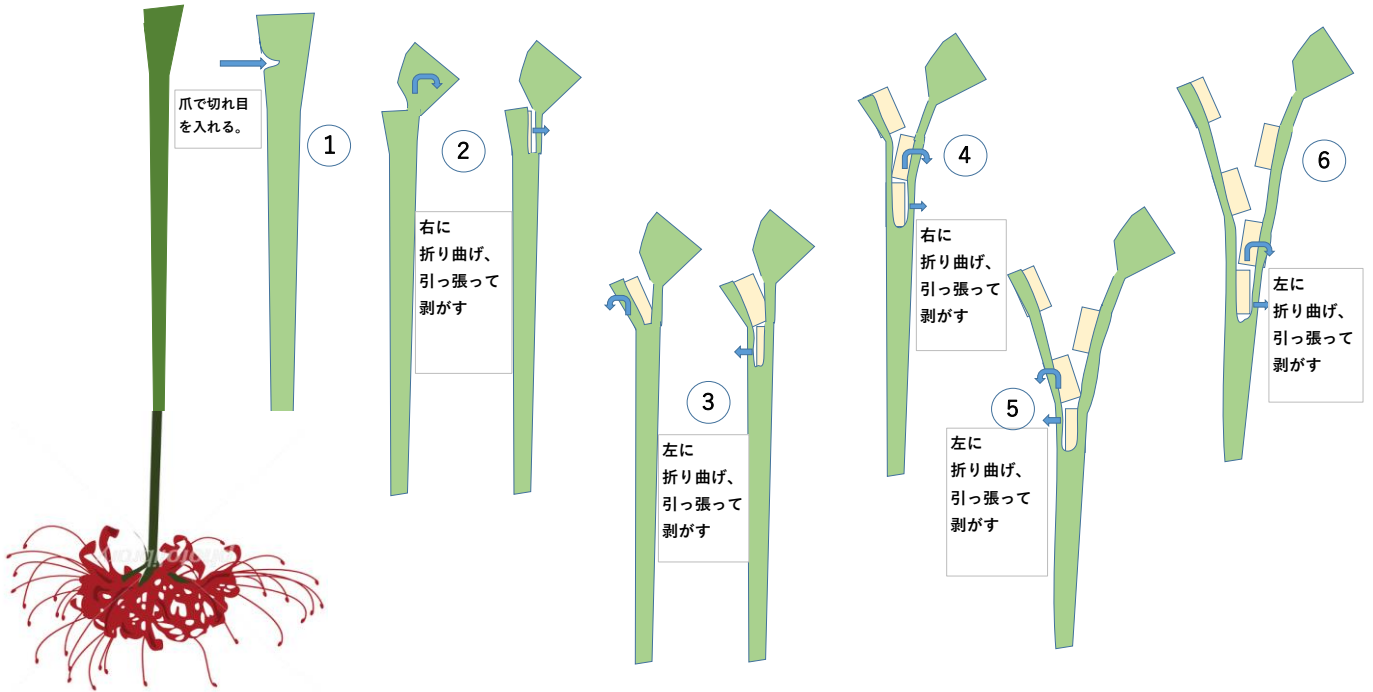 爪で切れ目
を入れる。
1
2
右に
折り曲げ、
引っ張って
剥がす
3
左に
折り曲げ、
引っ張って
剥がす
4
右に
折り曲げ、
引っ張って
剥がす
5
左に
折り曲げ、
引っ張って
剥がす
6
左に
折り曲げ、
引っ張って
剥がす